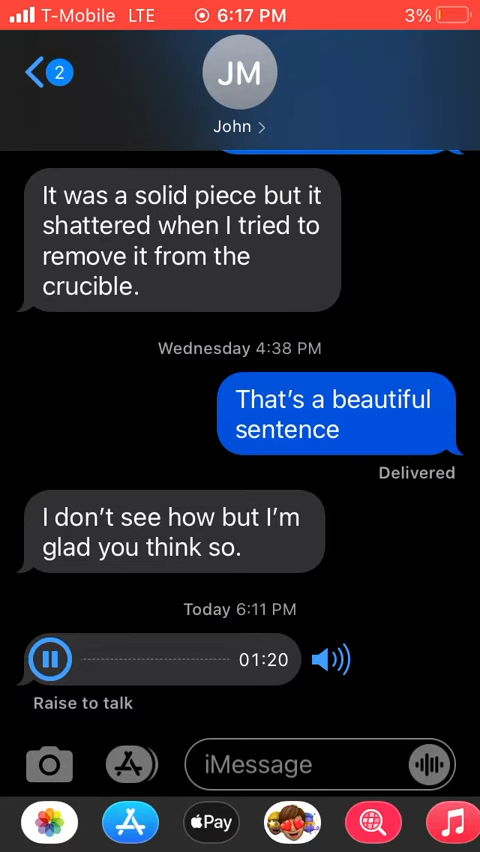 T-Mobile LTE 6:17 PM 3%
2
JM
John
It was a solid piece but it
shattered when I tried to
remove it from the
crucible.
Wednesday 4:38 PM
That’s a beautiful
sentence
Delivered
I don’t see how but I’m
glad you think so.
Today 6:11 PM
01:20
Raise to talk
iMessage
Pay